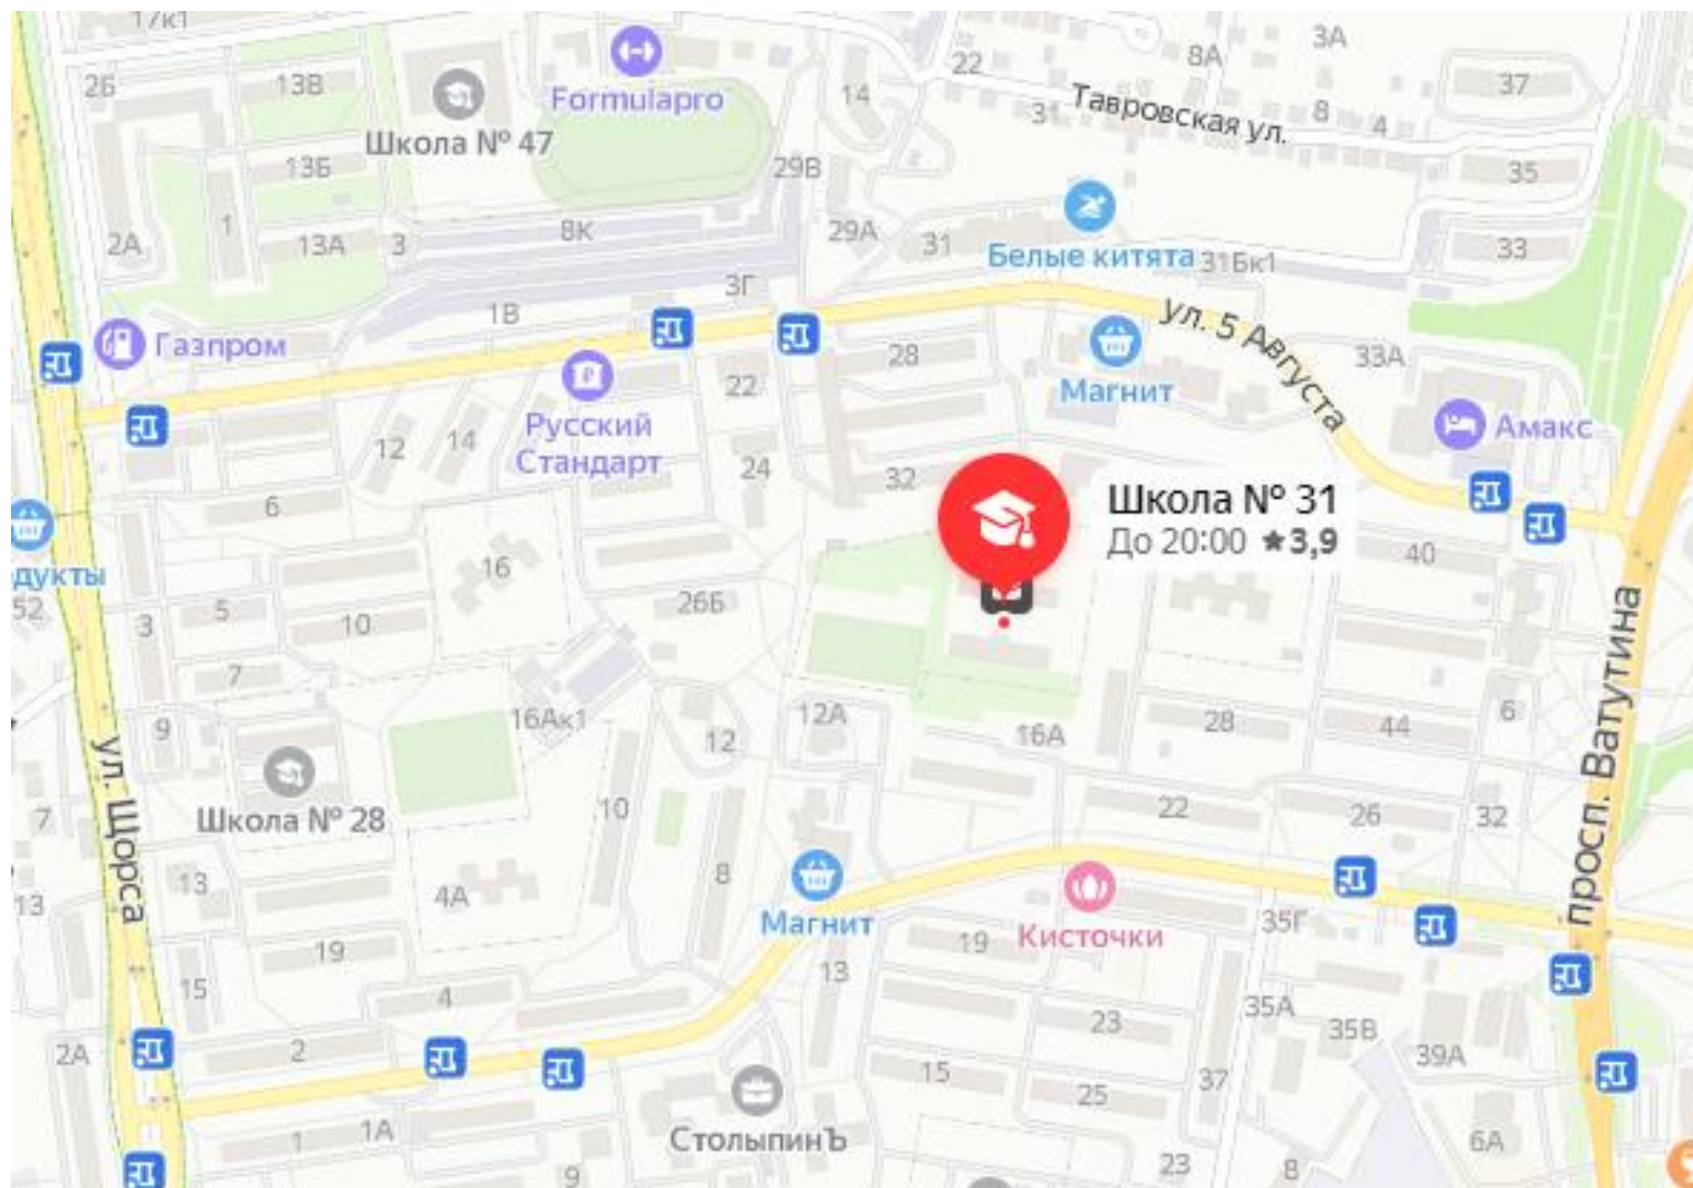 17к1
3А
8А
22
2Б
13В
Formulapro
14
37
Тавровская ул.
31
8
4
Школа № 47
13Б
29В
35
2А
1
13А
3
8К
29А
31
Белые китята
31Бк1
33
3Г
1В
ул. 5 Августа
Газпром
28
33А
22
Магнит
Русский
Стандарт
12
14
Амакс
24
32
6
Школа № 31
До 20:00 ★3,9
40
16
дукты
52
5
3
10
26Б
7
просп. Ватутина
9
16Ак1
12
12А
16А
28
44
6
ул. Щорса
7
Школа № 28
10
22
26
32
13
4А
8
13
Магнит
19
Кисточки
35Г
19
15
4
13
35А
23
35В
2А
2
39А
15
25
37
1
1А
СтолыпинЪ
6А
9
23
8